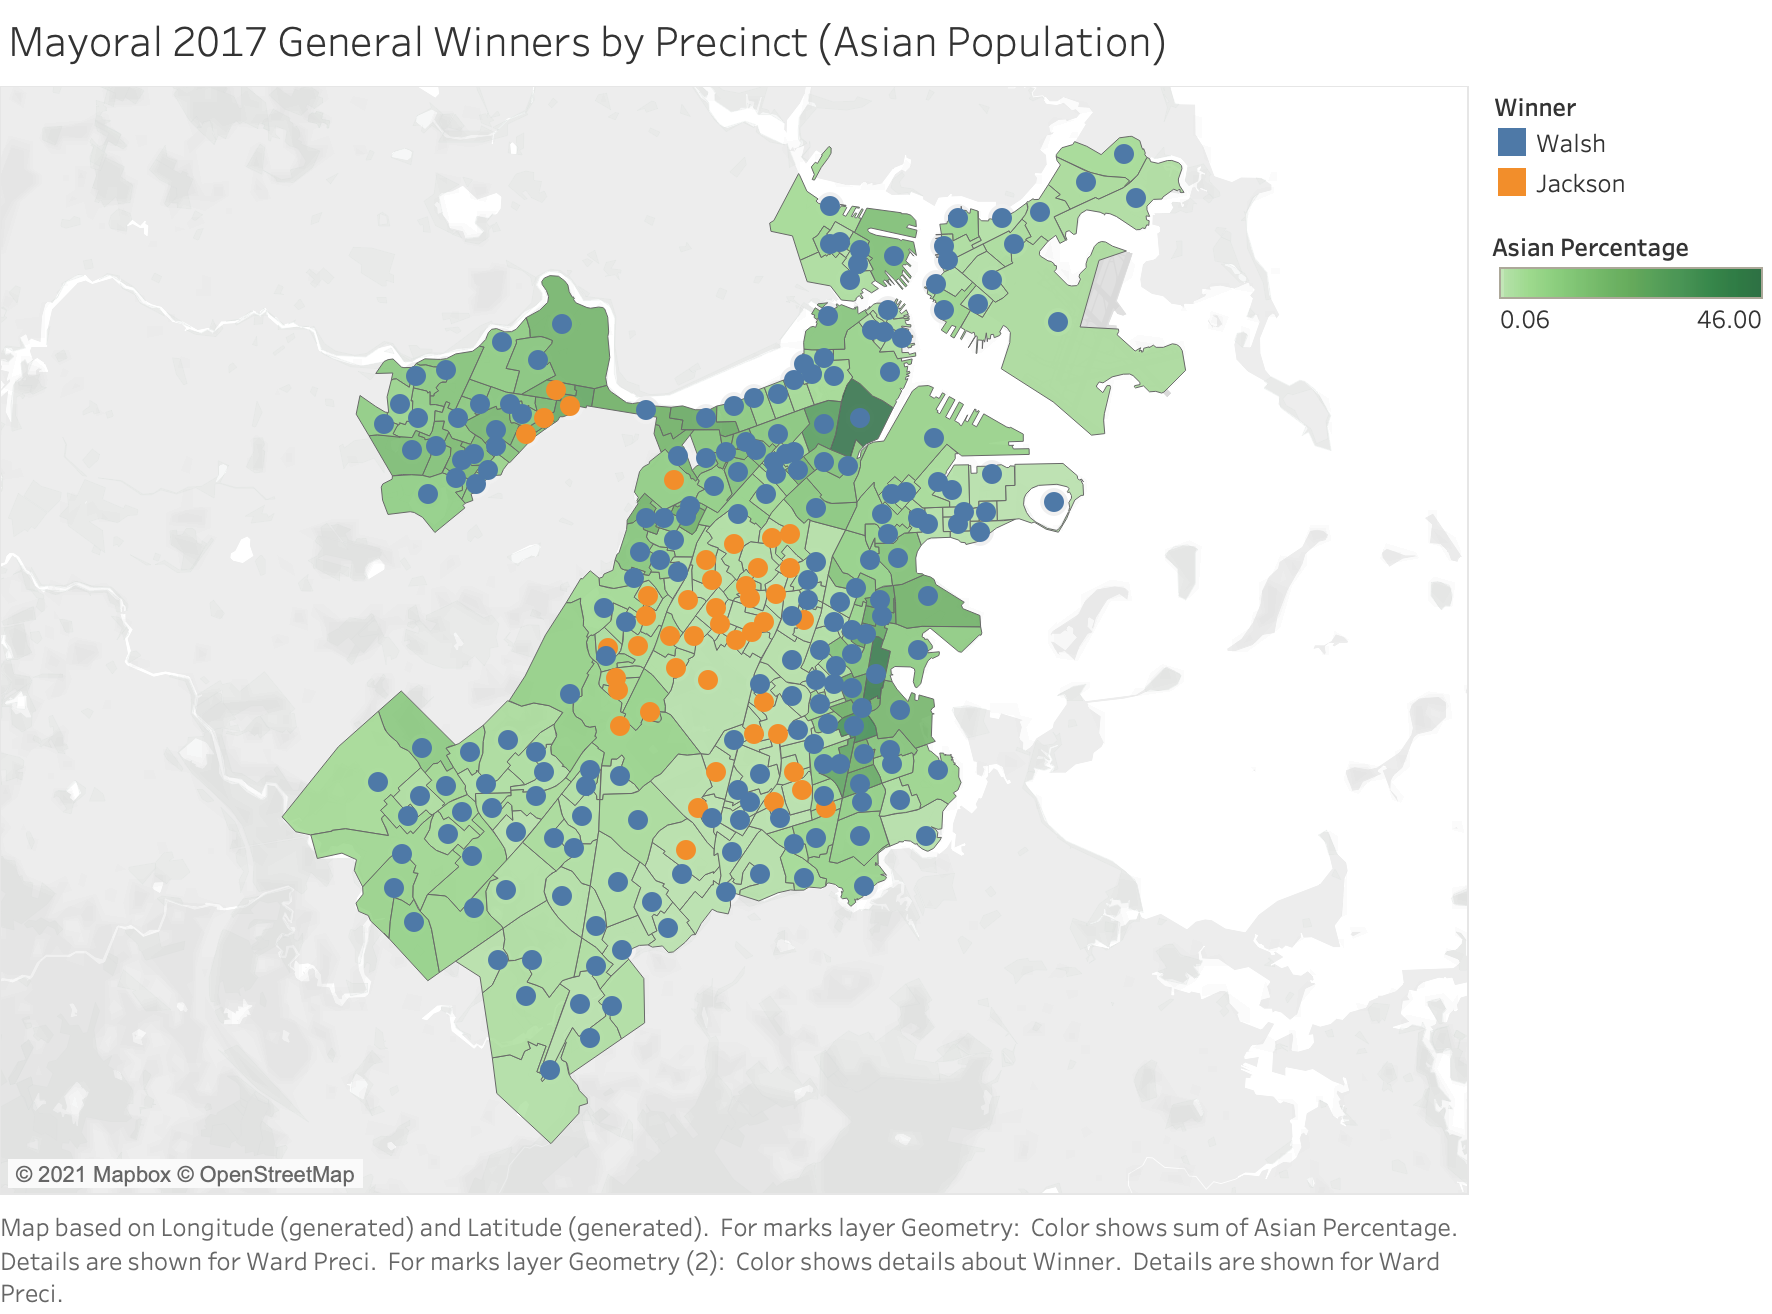 Mayoral 2017 General Winners by Precinct (Asian Population)
Winner
Walsh
Jackson
Asian Percentage
0.06 46.00
© 2021 Mapbox © OpenStreetMap
Map based on Longitude (generated) and Latitude (generated).  For marks layer Geometry:  Color shows sum of Asian Percentage.
Details are shown for Ward Preci.  For marks layer Geometry (2):  Color shows details about Winner.  Details are shown for Ward
Preci.